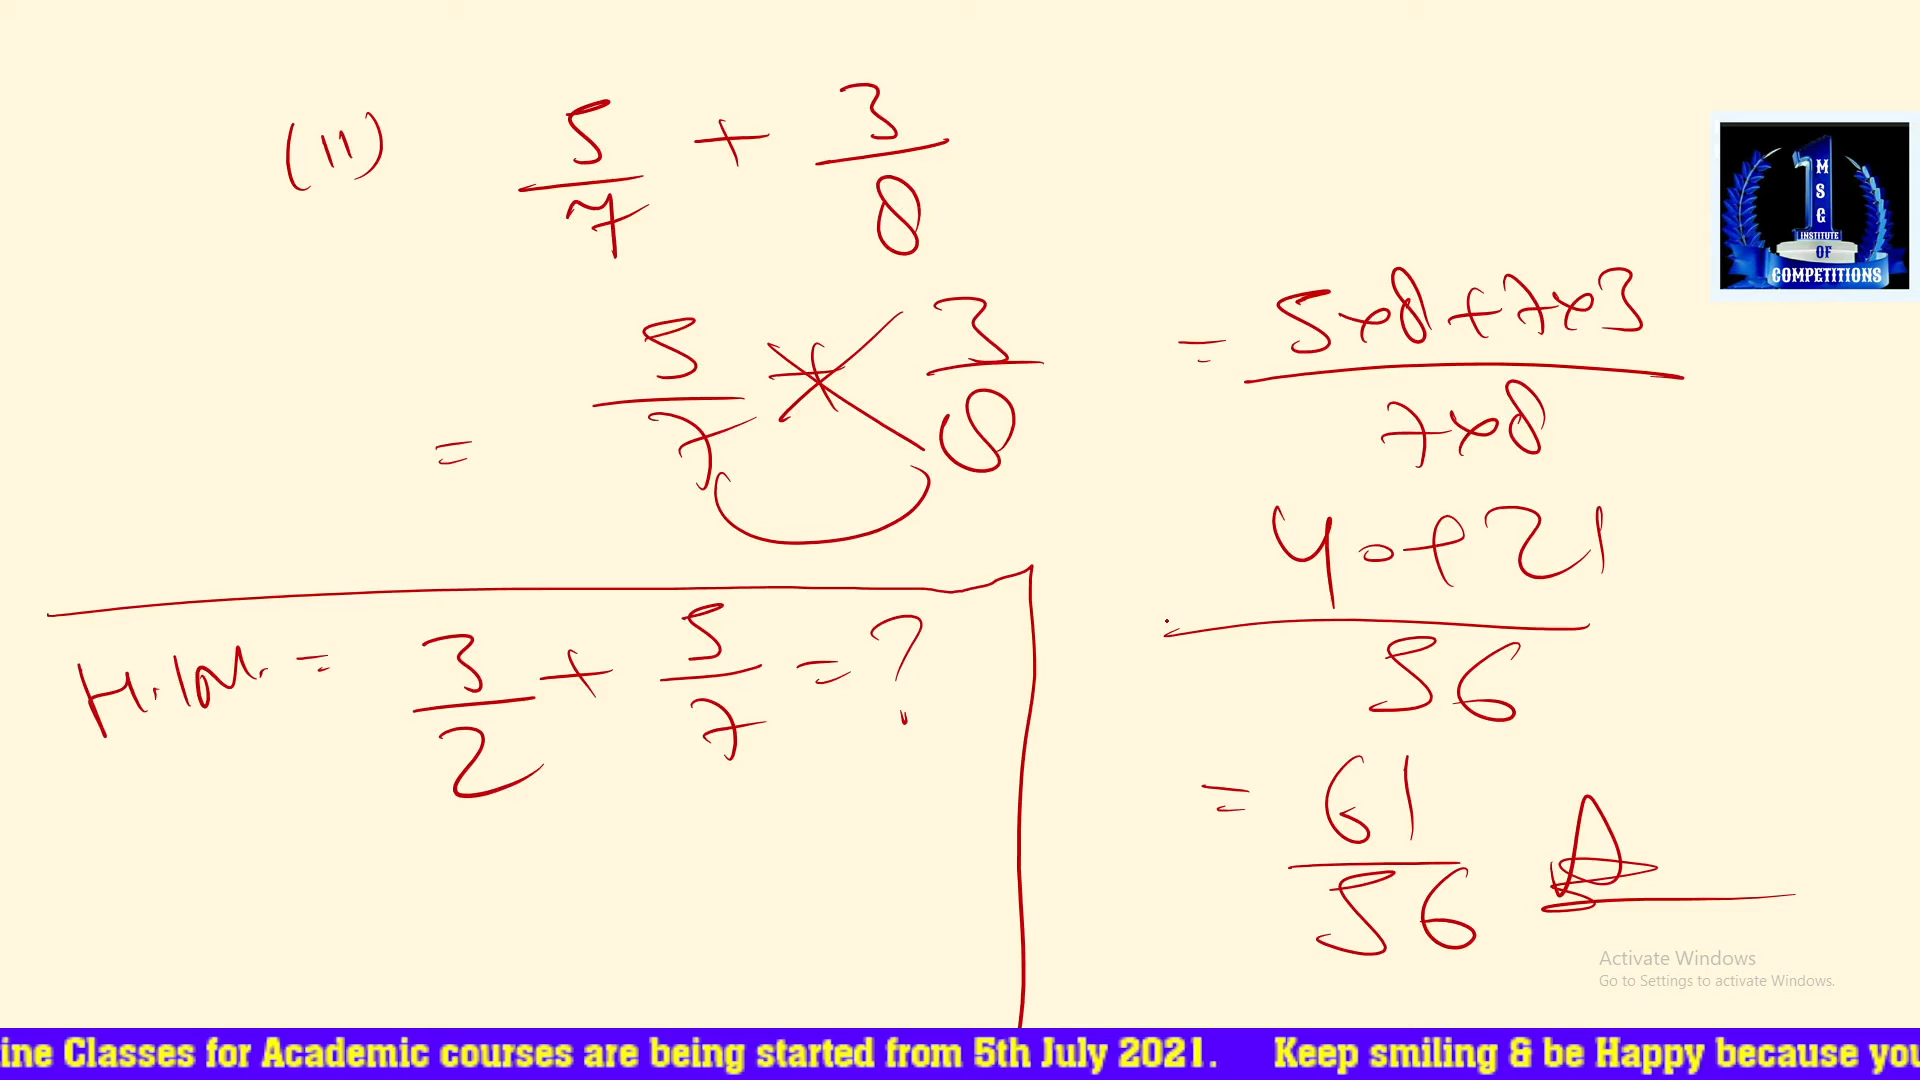 (11) 5/7 + 3/8
= 5/7 + 3/8
= 5×8+7×3 / 7×8
40+21 / 56
= 61/56 A
H.W. = 3/2 + 5/7 = ?
1
M
S
G
INSTITUTE
OF
COMPETITIONS
Activate Windows
Go to Settings to activate Windows.
ine Classes for Academic courses are being started from 5th July 2021. Keep smiling & be Happy because you